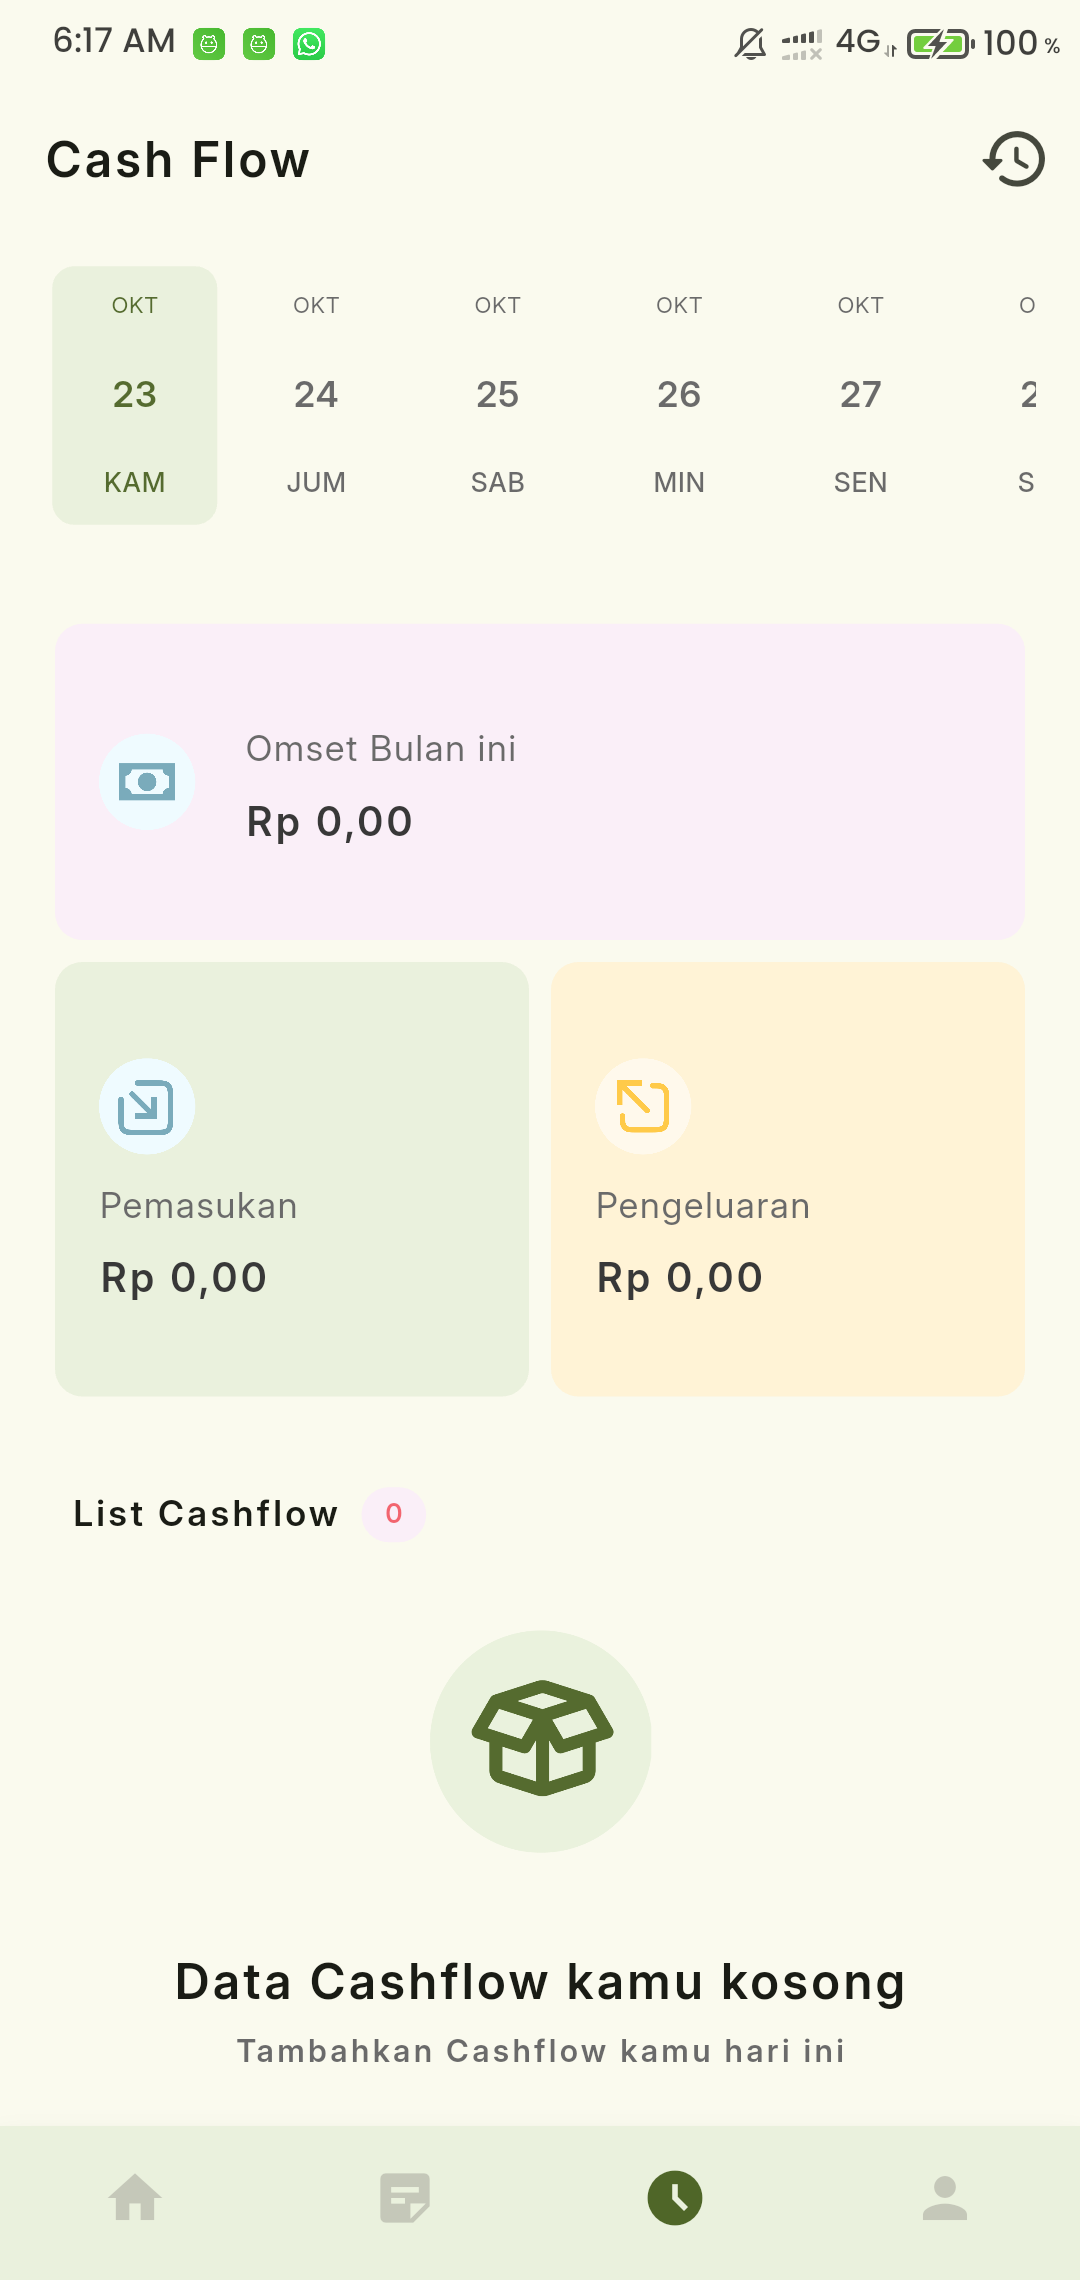 6:17 AM 4G 100 %
Cash Flow
OKT OKT OKT OKT OKT O
23 24 25 26 27 2
KAM JUM SAB MIN SEN S
Omset Bulan ini
Rp 0,00
Pemasukan
Rp 0,00
Pengeluaran
Rp 0,00
List Cashflow 0
Data Cashflow kamu kosong
Tambahkan Cashflow kamu hari ini